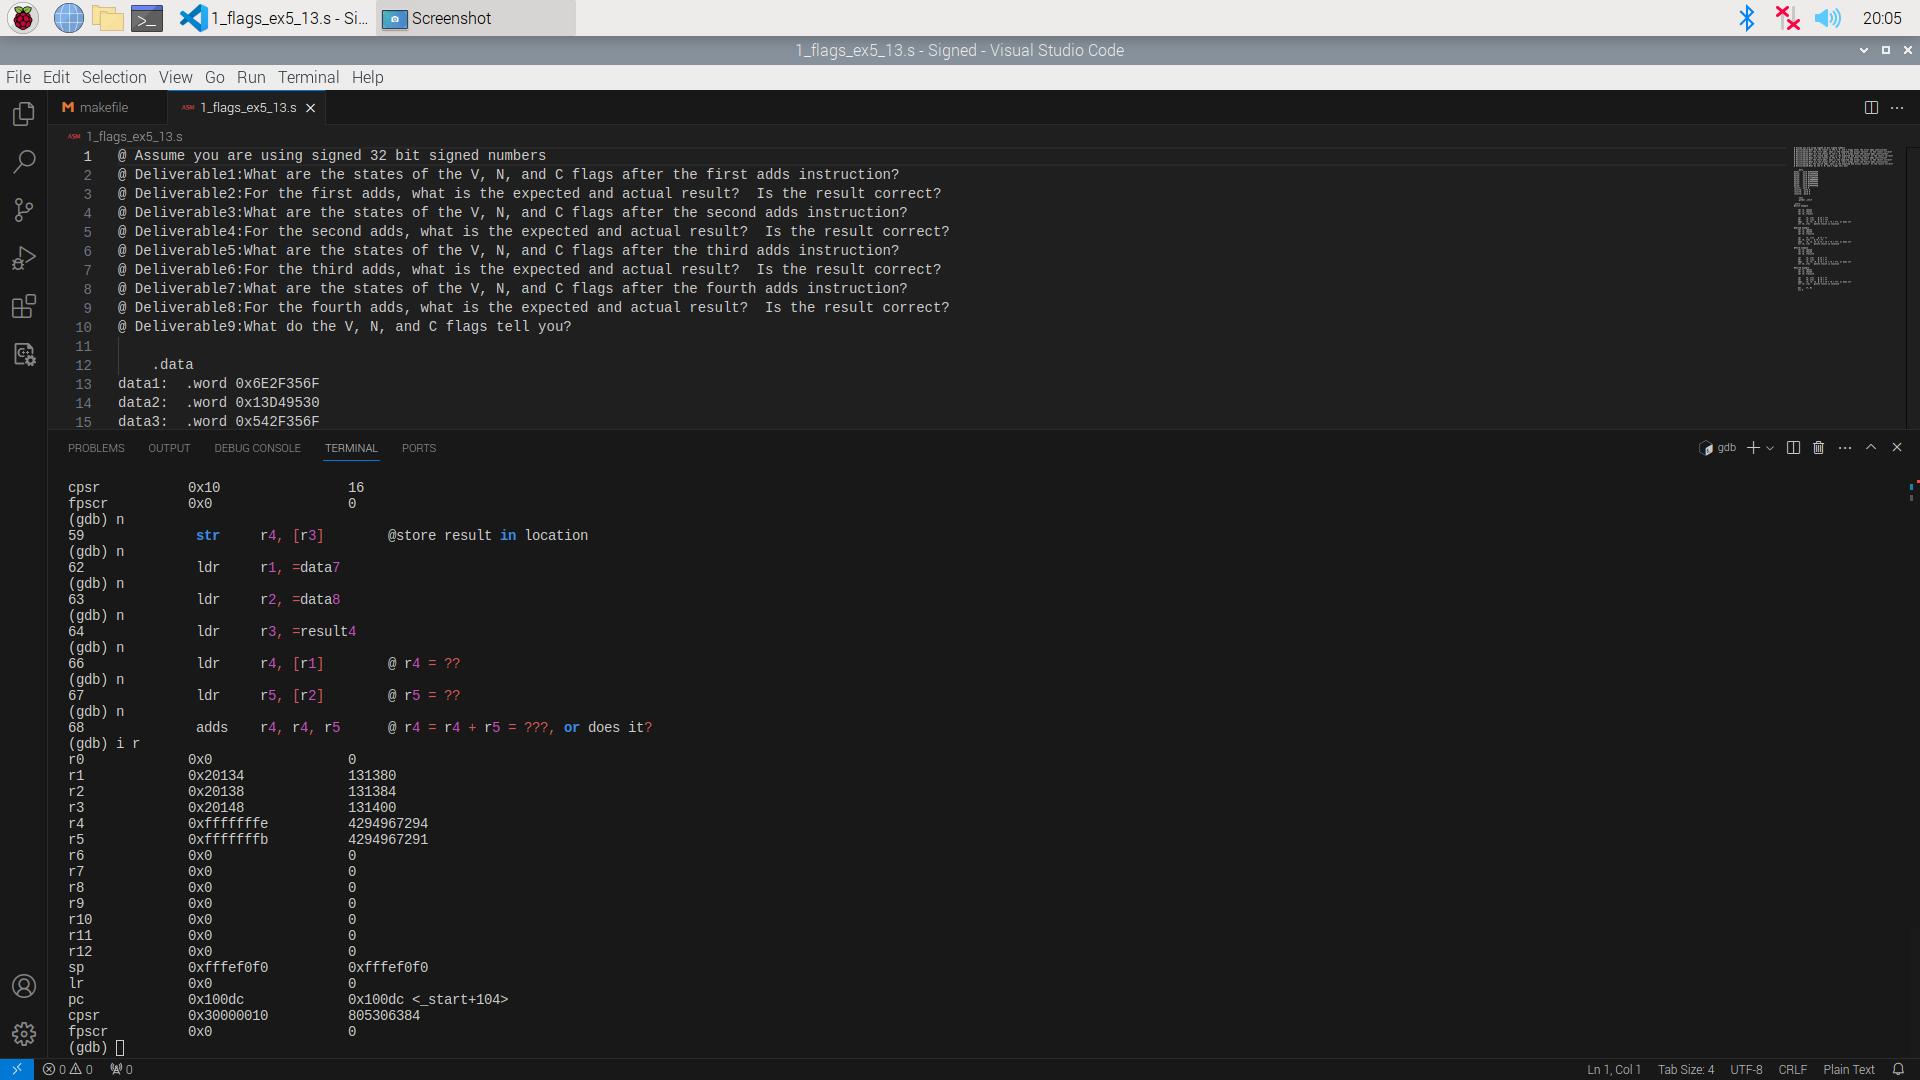 1_flags_ex5_13.s - Si... Screenshot 20:05
1_flags_ex5_13.s - Signed - Visual Studio Code
File Edit Selection View Go Run Terminal Help
M makefile ASM 1_flags_ex5_13.s
ASM 1_flags_ex5_13.s
1 @ Assume you are using signed 32 bit signed numbers
2 @ Deliverable1:What are the states of the V, N, and C flags after the first adds instruction?
3 @ Deliverable2:For the first adds, what is the expected and actual result?  Is the result correct?
4 @ Deliverable3:What are the states of the V, N, and C flags after the second adds instruction?
5 @ Deliverable4:For the second adds, what is the expected and actual result?  Is the result correct?
6 @ Deliverable5:What are the states of the V, N, and C flags after the third adds instruction?
7 @ Deliverable6:For the third adds, what is the expected and actual result?  Is the result correct?
8 @ Deliverable7:What are the states of the V, N, and C flags after the fourth adds instruction?
9 @ Deliverable8:For the fourth adds, what is the expected and actual result?  Is the result correct?
10 @ Deliverable9:What do the V, N, and C flags tell you?
11
12 .data
13 data1:  .word 0x6E2F356F
14 data2:  .word 0x13D49530
15 data3:  .word 0x542F356F
PROBLEMS OUTPUT DEBUG CONSOLE TERMINAL PORTS gdb
cpsr 0x10 16
fpscr 0x0 0
(gdb) n
59 str r4, [r3] @store result in location
(gdb) n
62 ldr r1, =data7
(gdb) n
63 ldr r2, =data8
(gdb) n
64 ldr r3, =result4
(gdb) n
66 ldr r4, [r1] @ r4 = ??
(gdb) n
67 ldr r5, [r2] @ r5 = ??
(gdb) n
68 adds r4, r4, r5 @ r4 = r4 + r5 = ???, or does it?
(gdb) i r
r0 0x0 0
r1 0x20134 131380
r2 0x20138 131384
r3 0x20148 131400
r4 0xfffffffe 4294967294
r5 0xfffffffb 4294967291
r6 0x0 0
r7 0x0 0
r8 0x0 0
r9 0x0 0
r10 0x0 0
r11 0x0 0
r12 0x0 0
sp 0xfffef0f0 0xfffef0f0
lr 0x0 0
pc 0x100dc 0x100dc <_start+104>
cpsr 0x30000010 805306384
fpscr 0x0 0
(gdb)
0 0 0 Ln 1, Col 1 Tab Size: 4 UTF-8 CRLF Plain Text